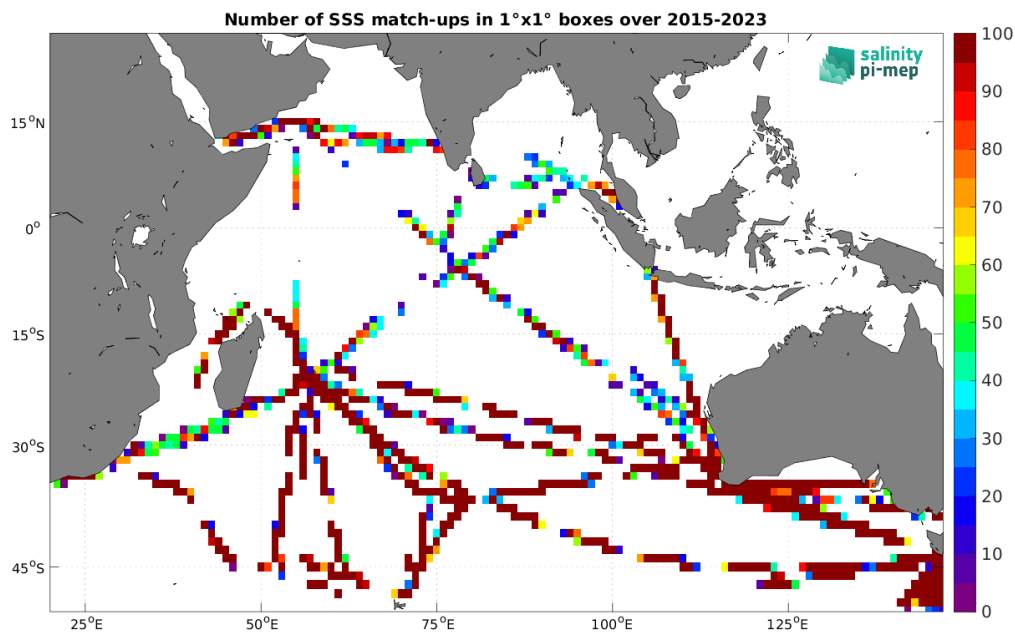 Number of SSS match-ups in 1°x1° boxes over 2015-2023
salinity
pi-mep
100
90
80
70
60
50
40
30
20
10
0
15°N
0°
15°S
30°S
45°S
25°E 50°E 75°E 100°E 125°E